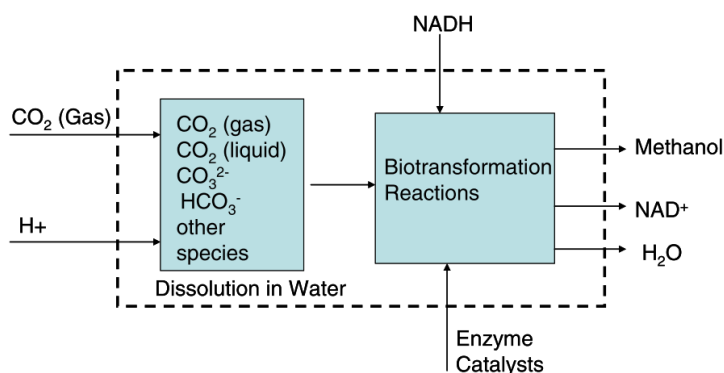 NADH
CO₂ (Gas)
H+
CO₂ (gas)
CO₂ (liquid)
CO₃²⁻
HCO₃⁻
other
species
Dissolution in Water
Biotransformation
Reactions
Methanol
NAD⁺
H₂O
Enzyme
Catalysts